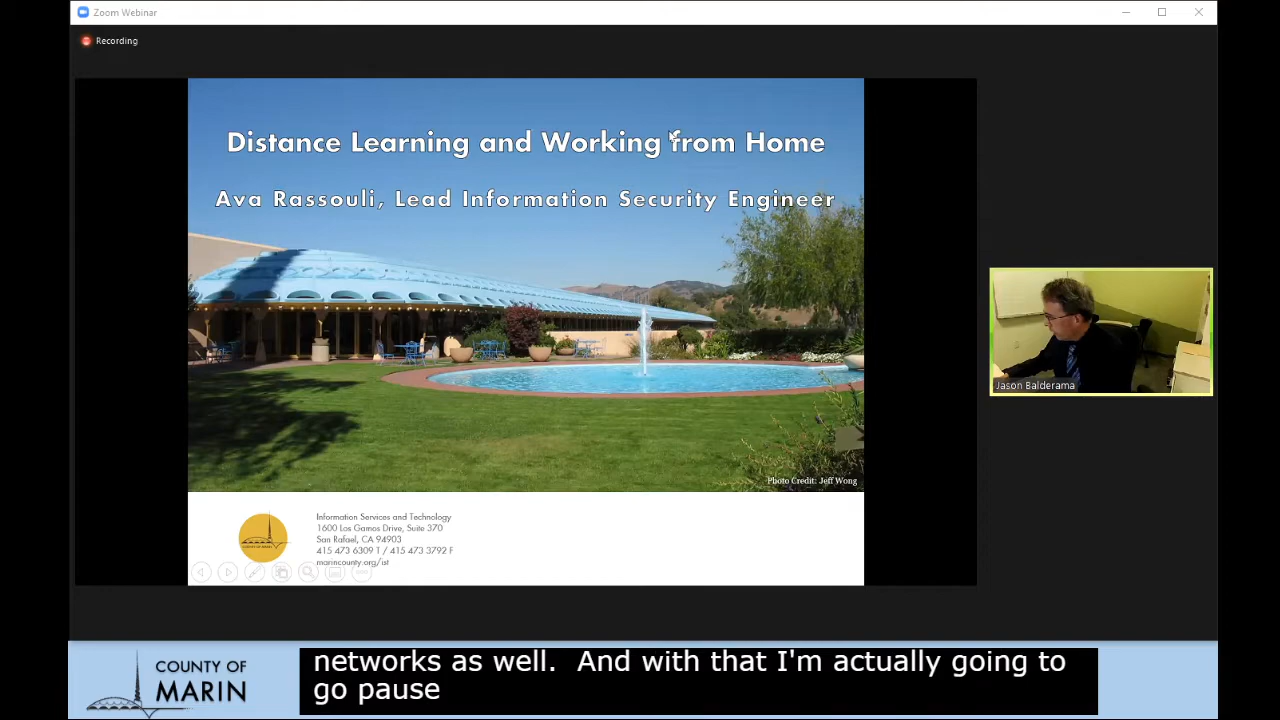 Zoom Webinar
Recording
Distance Learning and Working from Home
Ava Rassouli, Lead Information Security Engineer
Photo Credit: Jeff Wong
Jason Balderama
COUNTY OF MARIN
Information Services and Technology
1600 Los Gamos Drive, Suite 370
San Rafael, CA 94903
415 473 6309 T / 415 473 3792 F
marincounty.org/ist
COUNTY OF
MARIN
networks as well.  And with that I'm actually going to
go pause